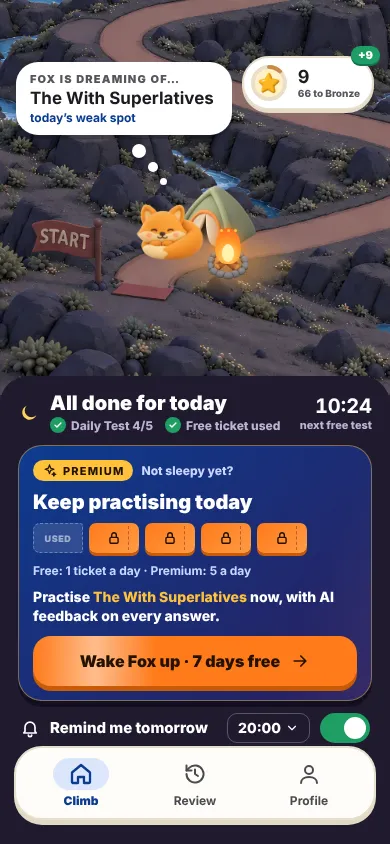 +9
FOX IS DREAMING OF...
The With Superlatives
today's weak spot
9
66 to Bronze
START
All done for today
10:24
Daily Test 4/5
Free ticket used
next free test
PREMIUM
Not sleepy yet?
Keep practising today
USED
Free: 1 ticket a day · Premium: 5 a day
Practise The With Superlatives now, with AI
feedback on every answer.
Wake Fox up · 7 days free →
Remind me tomorrow
20:00
Climb
Review
Profile